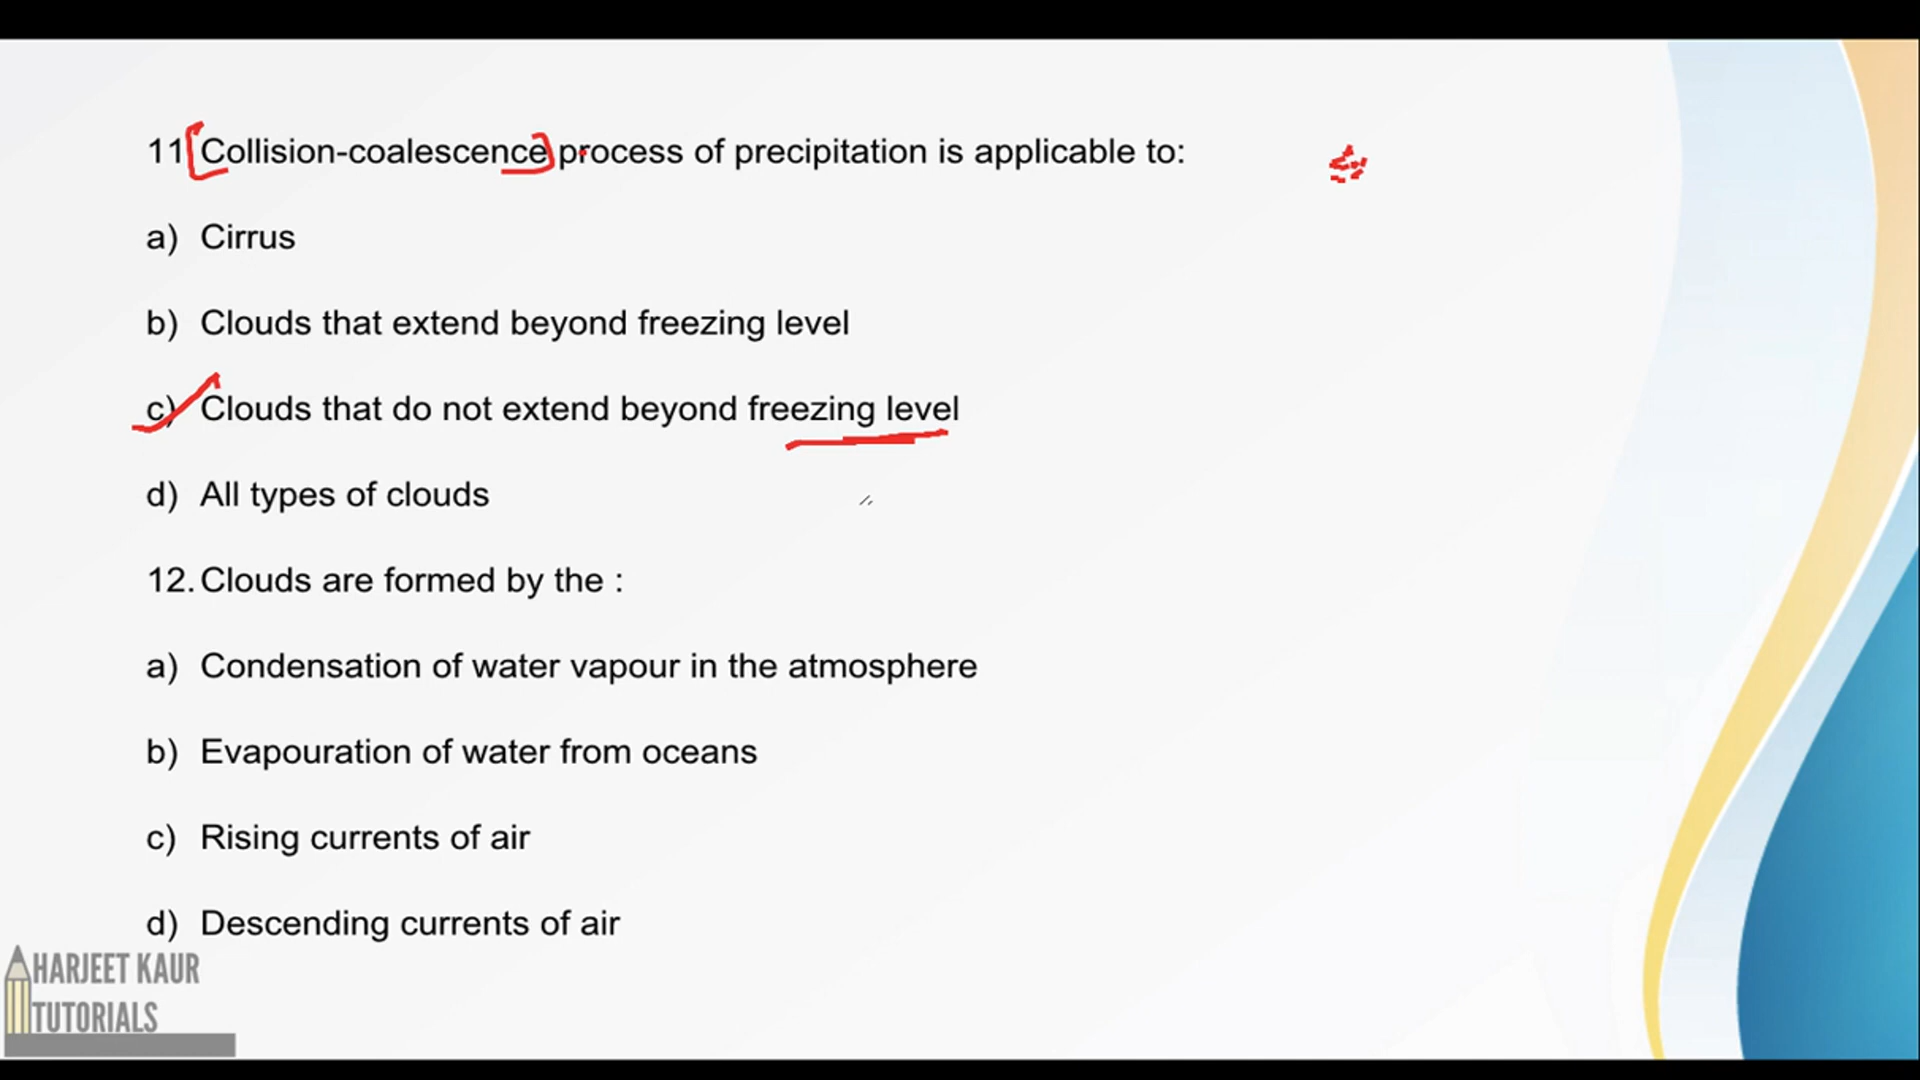 11 Collision-coalescence process of precipitation is applicable to:
a) Cirrus
b) Clouds that extend beyond freezing level
c) Clouds that do not extend beyond freezing level
d) All types of clouds
12. Clouds are formed by the :
a) Condensation of water vapour in the atmosphere
b) Evapouration of water from oceans
c) Rising currents of air
d) Descending currents of air
HARJEET KAUR
TUTORIALS